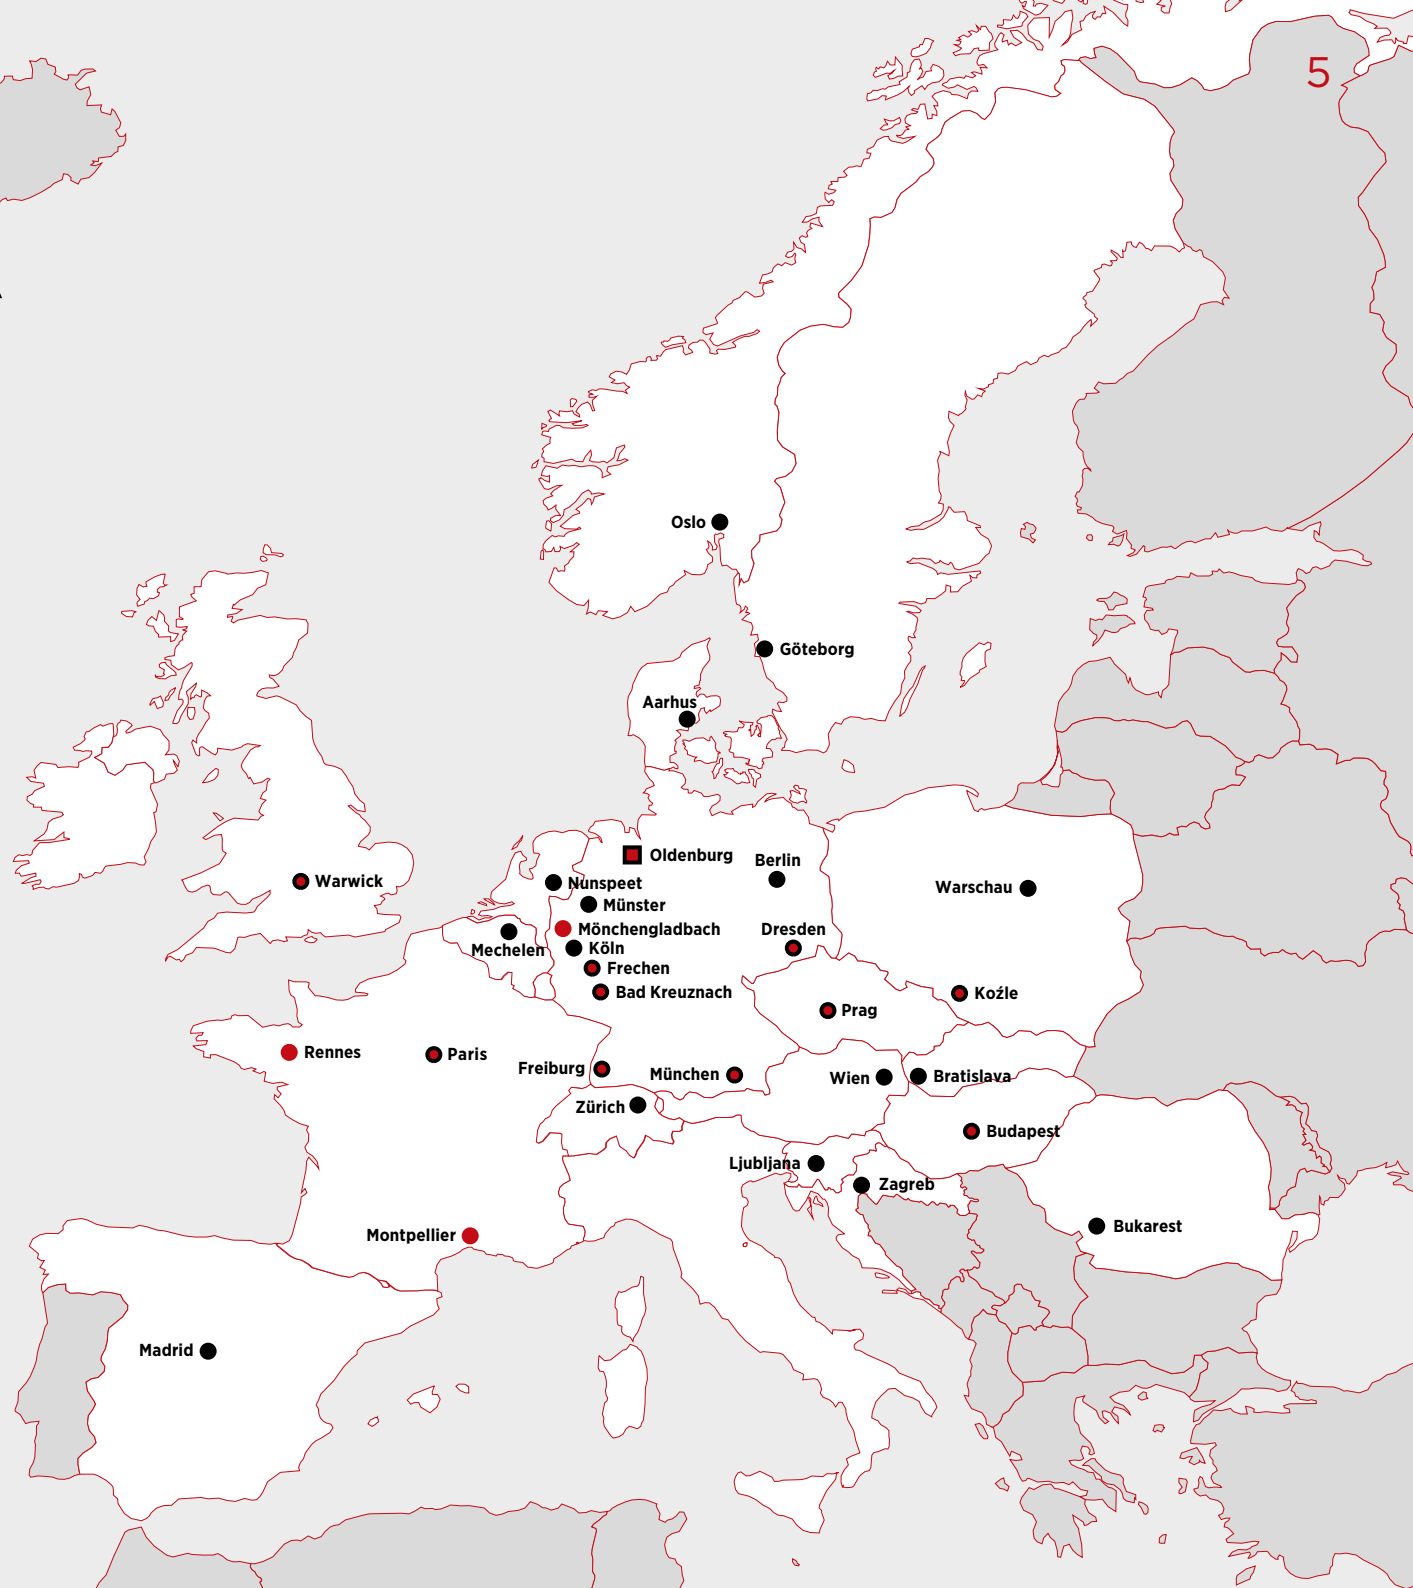 5
Oslo
Göteborg
Aarhus
Oldenburg
Berlin
Warwick
Nunspeet
Warschau
Münster
Mönchengladbach
Dresden
Mechelen
Köln
Frechen
Bad Kreuznach
Koźle
Prag
Rennes
Paris
Freiburg
München
Wien
Bratislava
Zürich
Budapest
Ljubljana
Zagreb
Bukarest
Montpellier
Madrid